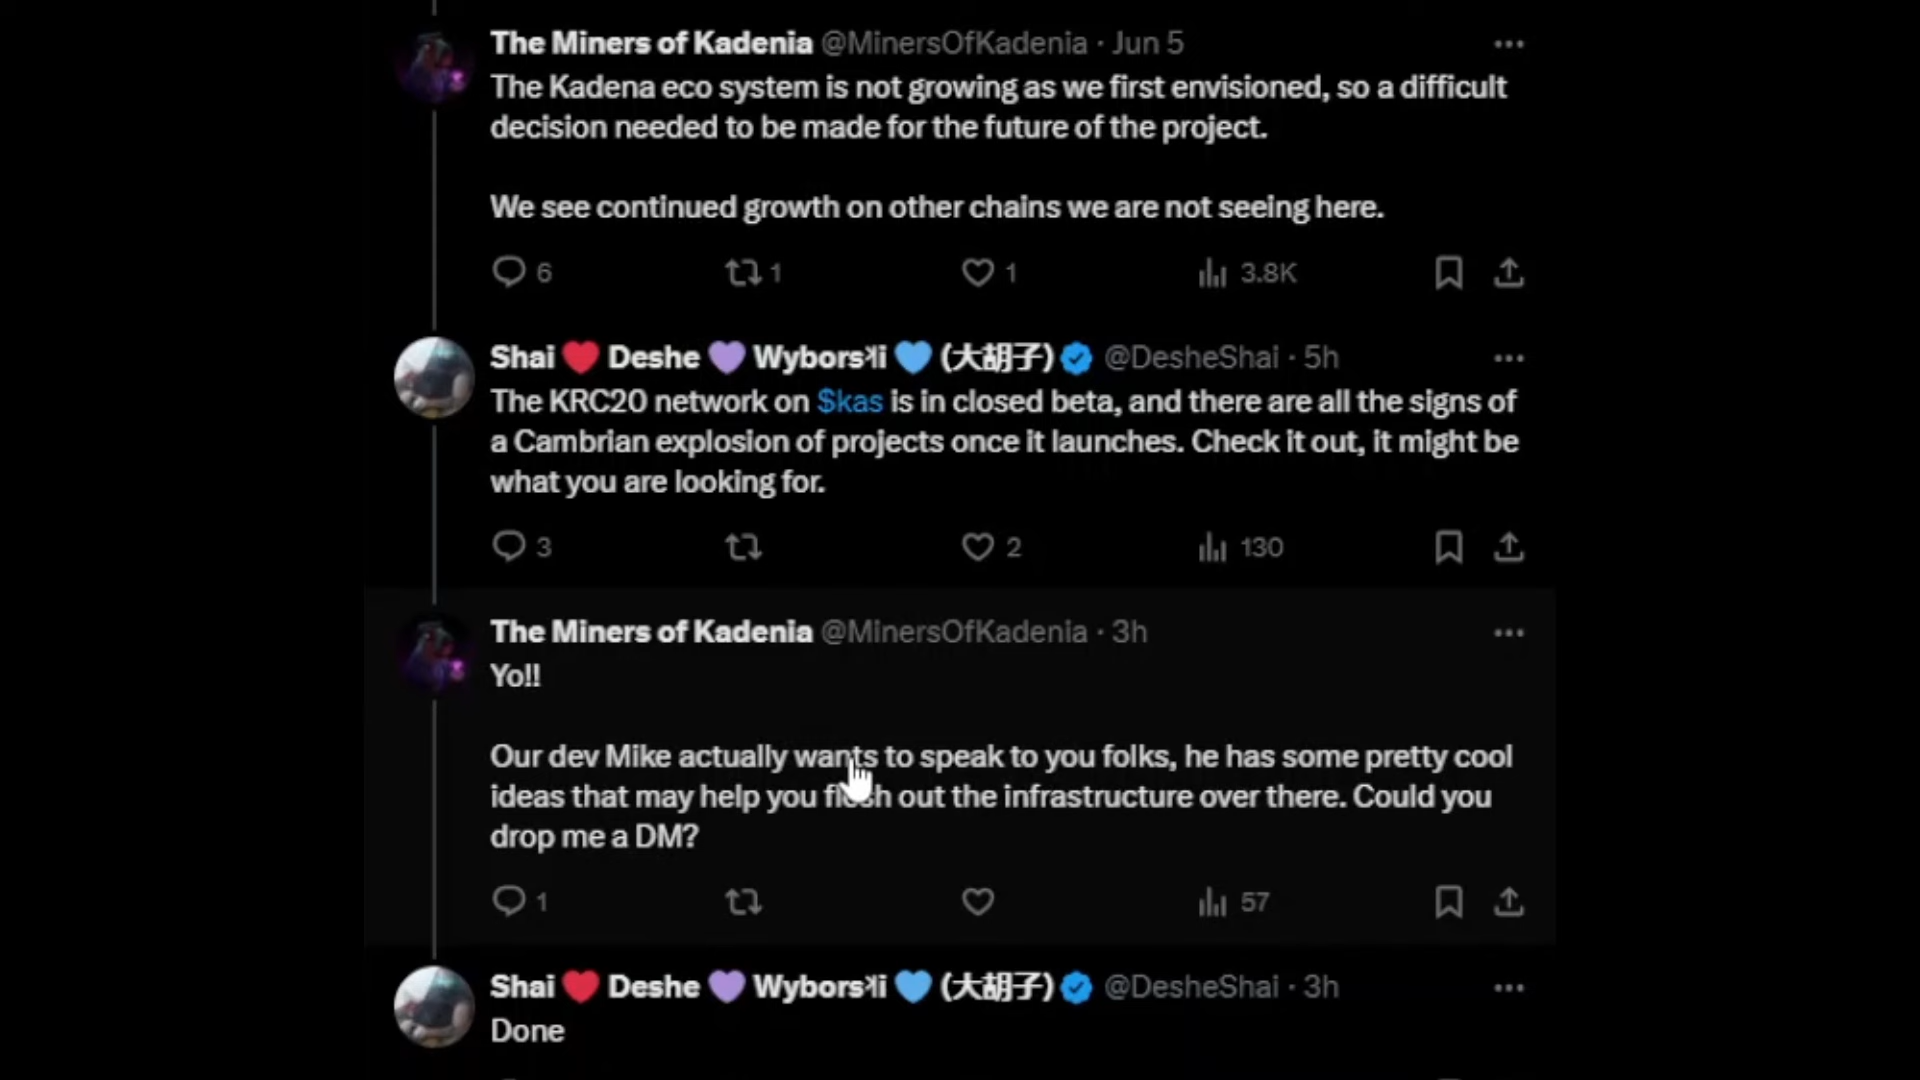 The Miners of Kadenia @MinersOfKadenia · Jun 5
The Kadena eco system is not growing as we first envisioned, so a difficult
decision needed to be made for the future of the project.
We see continued growth on other chains we are not seeing here.
6 1 1 3.8K
Shai ❤️ Deshe 💜 Wybors𐤊i 💙 (大胡子) @DesheShai · 5h
The KRC20 network on $kas is in closed beta, and there are all the signs of
a Cambrian explosion of projects once it launches. Check it out, it might be
what you are looking for.
3 2 130
The Miners of Kadenia @MinersOfKadenia · 3h
Yo!!
Our dev Mike actually wants to speak to you folks, he has some pretty cool
ideas that may help you flesh out the infrastructure over there. Could you
drop me a DM?
1 57
Shai ❤️ Deshe 💜 Wybors𐤊i 💙 (大胡子) @DesheShai · 3h
Done